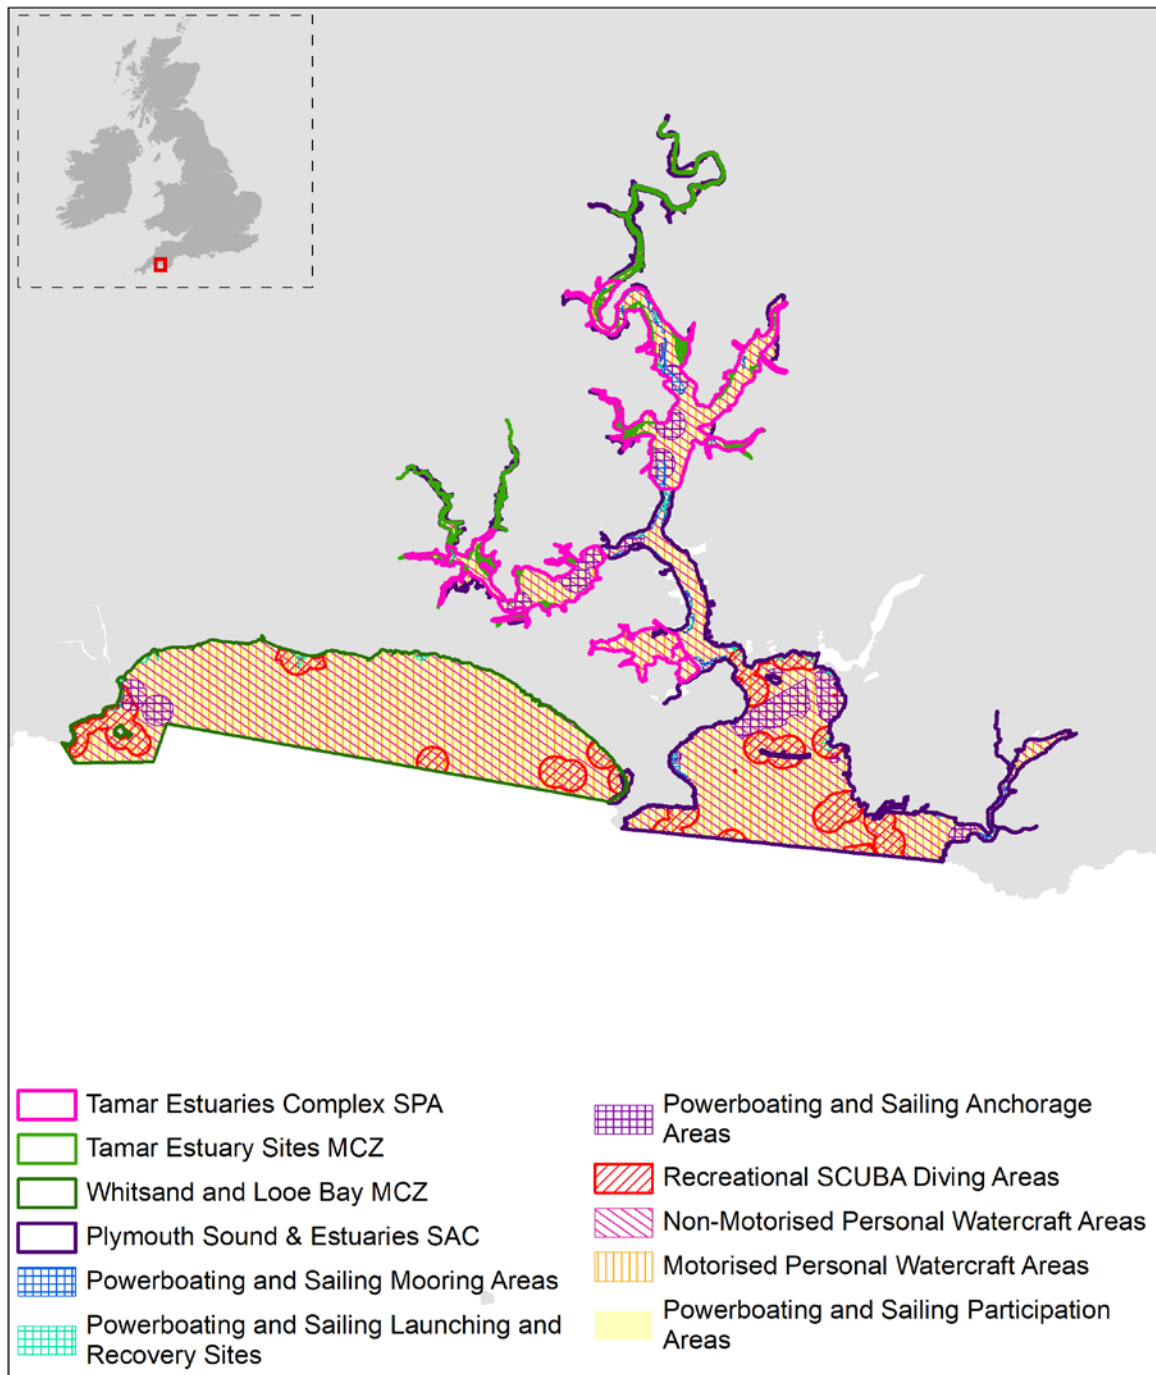 Tamar Estuaries Complex SPA
Tamar Estuary Sites MCZ
Whitsand and Looe Bay MCZ
Plymouth Sound & Estuaries SAC
Powerboating and Sailing Mooring Areas
Powerboating and Sailing Launching and
Recovery Sites
Powerboating and Sailing Anchorage
Areas
Recreational SCUBA Diving Areas
Non-Motorised Personal Watercraft Areas
Motorised Personal Watercraft Areas
Powerboating and Sailing Participation
Areas